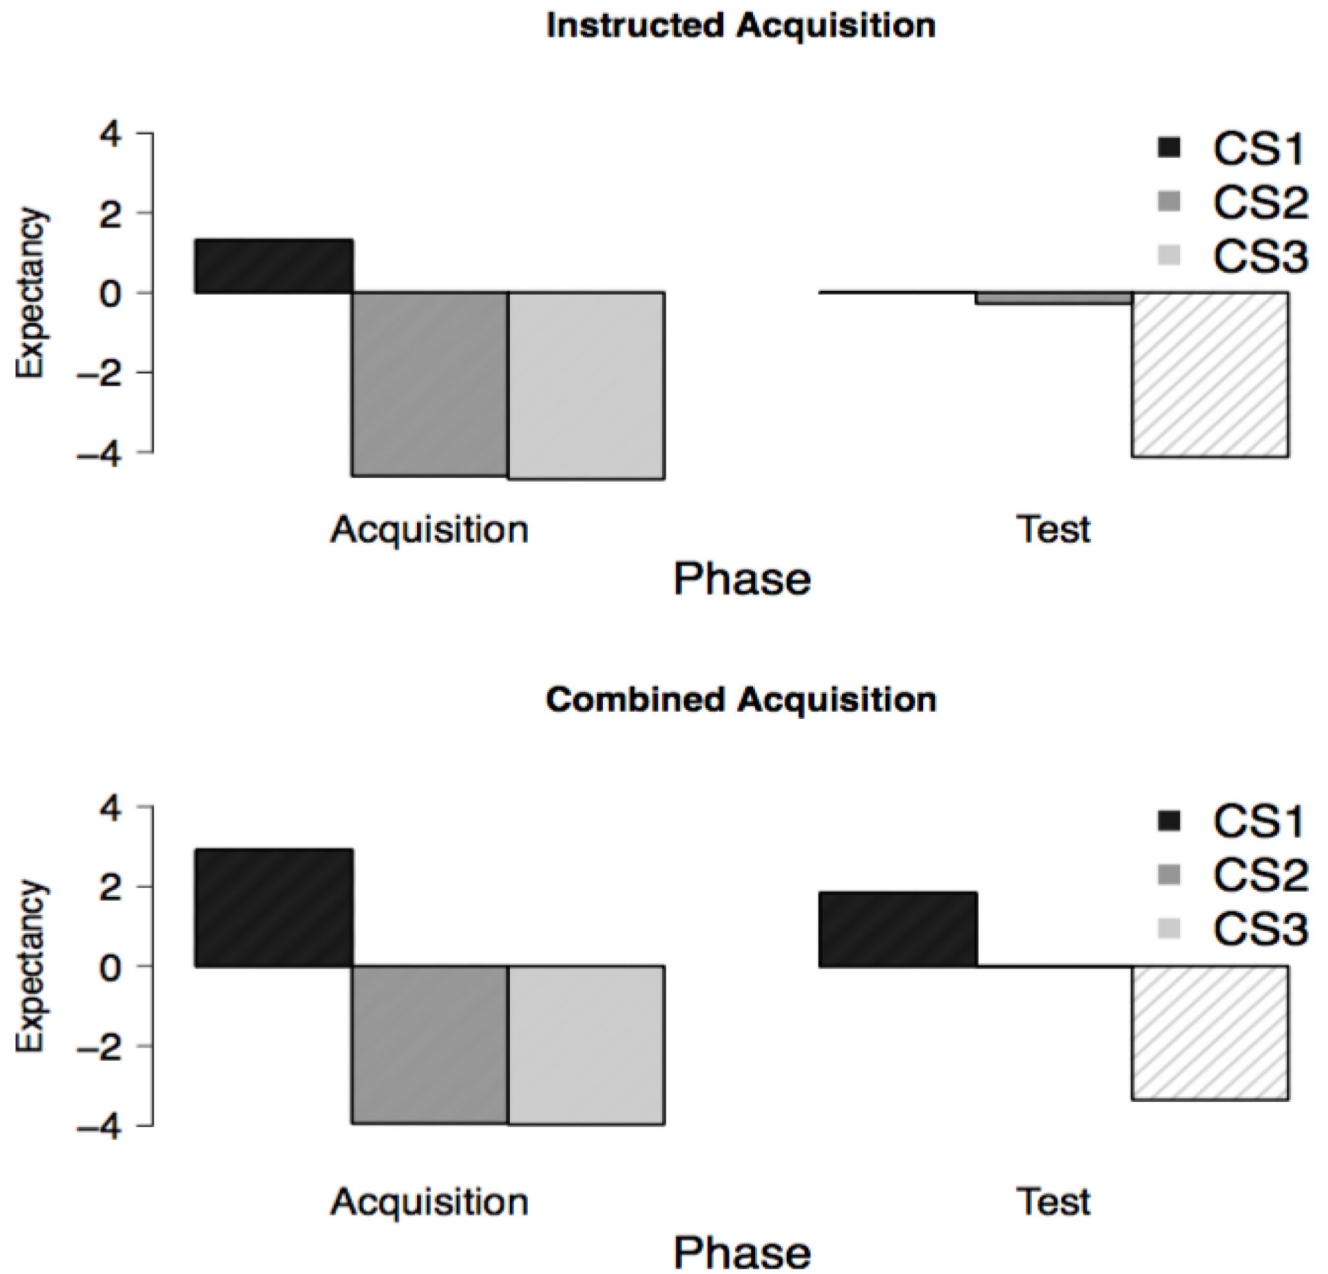 Instructed Acquisition
4
2
0
−2
−4
Expectancy
CS1
CS2
CS3
Acquisition
Test
Phase
Combined Acquisition
4
2
0
−2
−4
Expectancy
CS1
CS2
CS3
Acquisition
Test
Phase